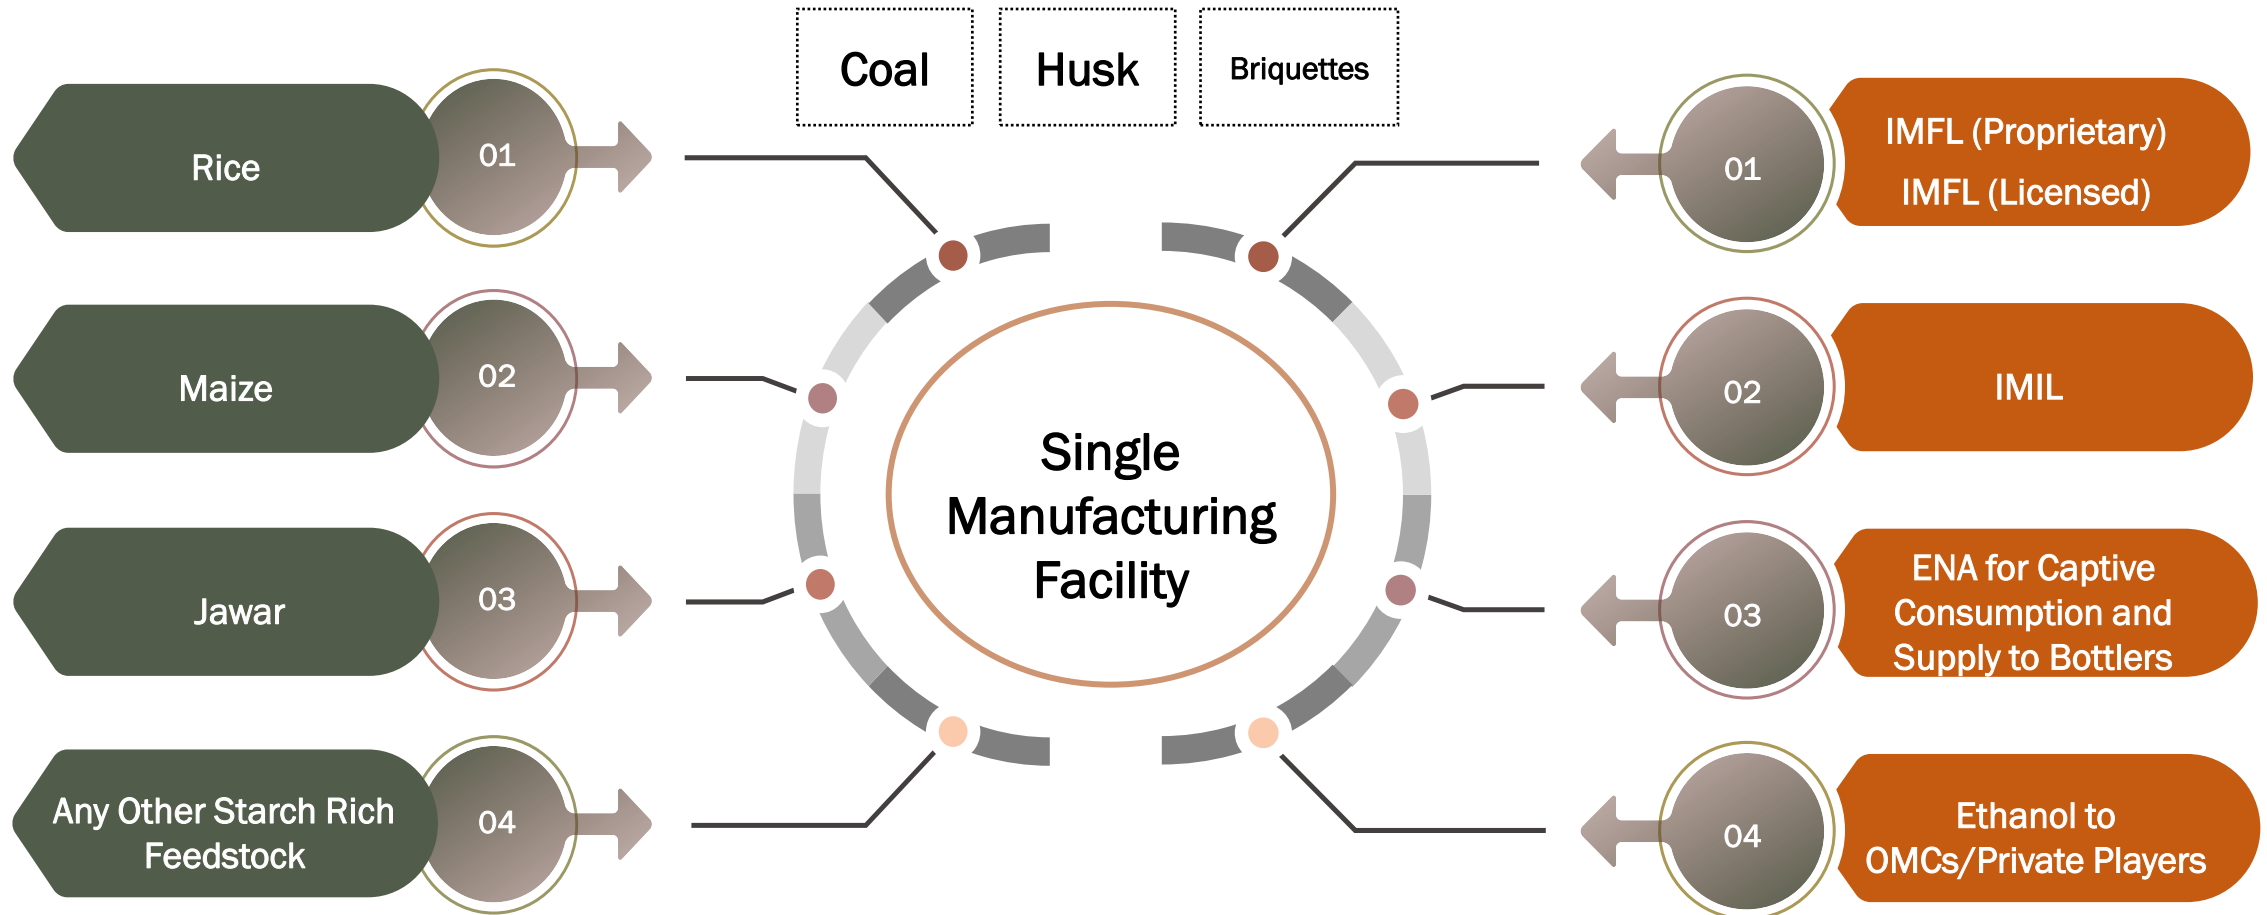 Coal
Husk
Briquettes
Rice
01
Maize
02
Jawar
03
Any Other Starch Rich
Feedstock
04
Single
Manufacturing
Facility
01
IMFL (Proprietary)
IMFL (Licensed)
02
IMIL
03
ENA for Captive
Consumption and
Supply to Bottlers
04
Ethanol to
OMCs/Private Players